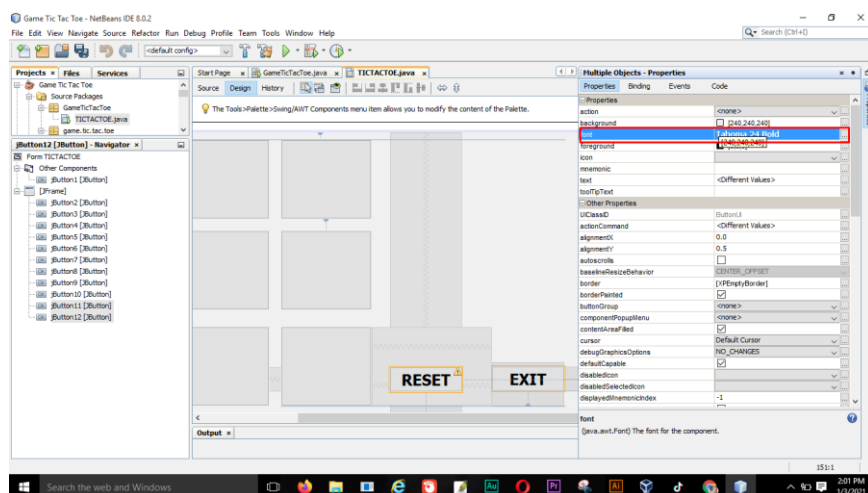 Game Tic Tac Toe - NetBeans IDE 8.0.2
File Edit View Navigate Source Refactor Run Debug Profile Team Tools Window Help
Search (Ctrl+I)
<default config>
Projects Files Services
Game Tic Tac Toe
Source Packages
GameTicTacToe
TICTACTOE.java
game.tic.tac.toe
jButton12 [JButton] - Navigator
Form TICTACTOE
Other Components
jButton1 [JButton]
[JFrame]
jButton2 [JButton]
jButton3 [JButton]
jButton4 [JButton]
jButton5 [JButton]
jButton6 [JButton]
jButton7 [JButton]
jButton8 [JButton]
jButton9 [JButton]
jButton10 [JButton]
jButton11 [JButton]
jButton12 [JButton]
Start Page GameTicTacToe.java TICTACTOE.java
Source Design History
The Tools>Palette>Swing/AWT Components menu item allows you to modify the content of the Palette.
RESET EXIT
Output
Multiple Objects - Properties
Properties Binding Events Code
Properties
action <none>
background [240,240,240]
font Tahoma 24 Bold
foreground
icon
mnemonic
text <Different Values>
toolTipText
Other Properties
UIClassID ButtonUI
actionCommand <Different Values>
alignmentX 0.0
alignmentY 0.5
autoscrolls
baselineResizeBehavior CENTER_OFFSET
border [XPEmptyBorder]
borderPainted
buttonGroup <none>
componentPopupMenu <none>
contentAreaFilled
cursor Default Cursor
debugGraphicsOptions NO_CHANGES
defaultCapable
disabledIcon
disabledSelectedIcon
displayedMnemonicIndex -1
font
(java.awt.Font) The font for the component.
151:1
Search the web and Windows
Au
Pr
Ai
2:01 PM
1/3/2021